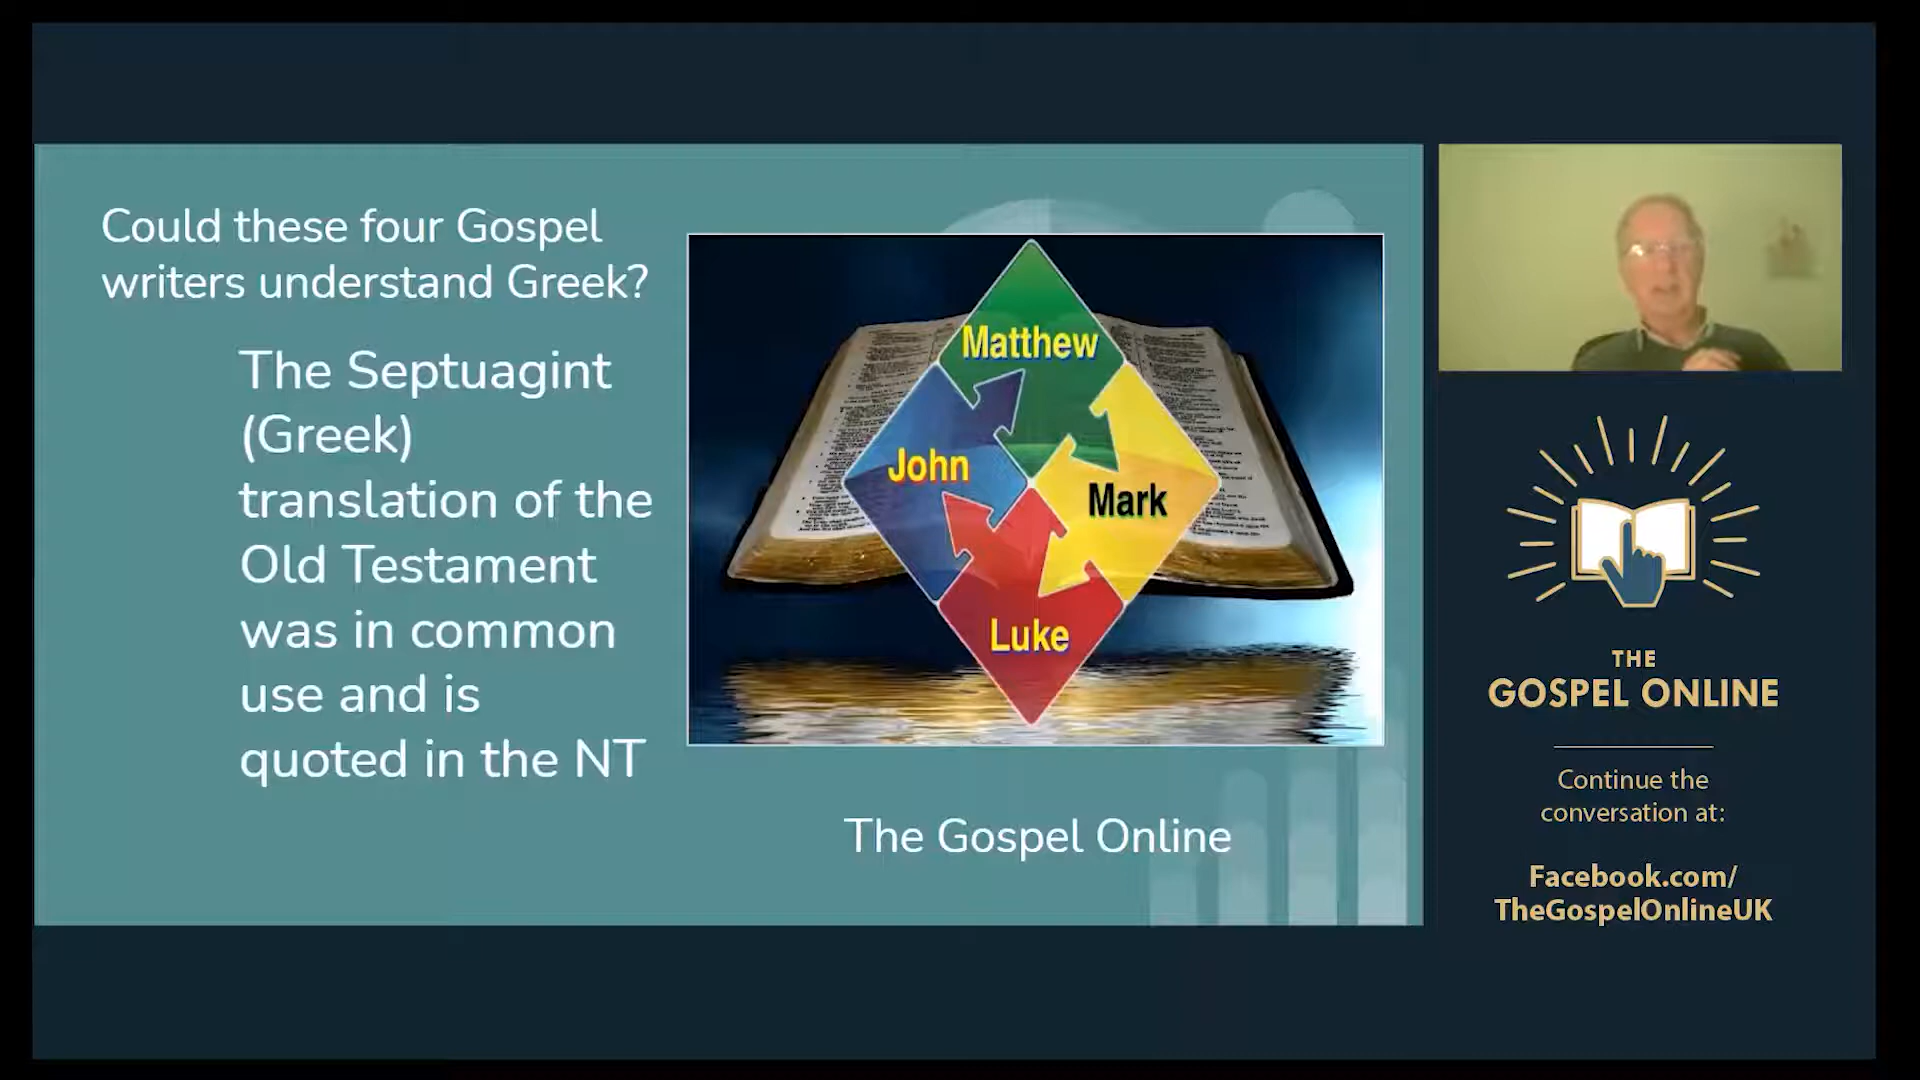 Could these four Gospel
writers understand Greek?
The Septuagint
(Greek)
translation of the
Old Testament
was in common
use and is
quoted in the NT
Matthew
John
Mark
Luke
The Gospel Online
THE
GOSPEL ONLINE
Continue the
conversation at:
Facebook.com/
TheGospelOnlineUK